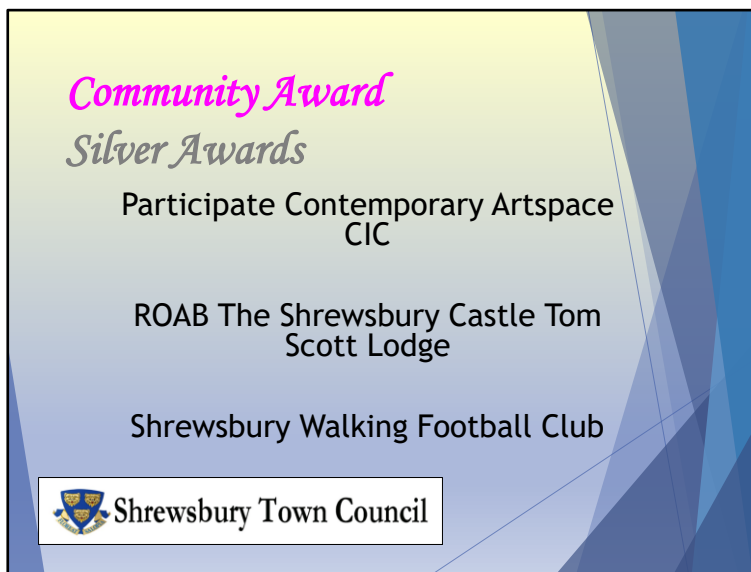 Community Award
Silver Awards
Participate Contemporary Artspace
CIC
ROAB The Shrewsbury Castle Tom
Scott Lodge
Shrewsbury Walking Football Club
Shrewsbury Town Council